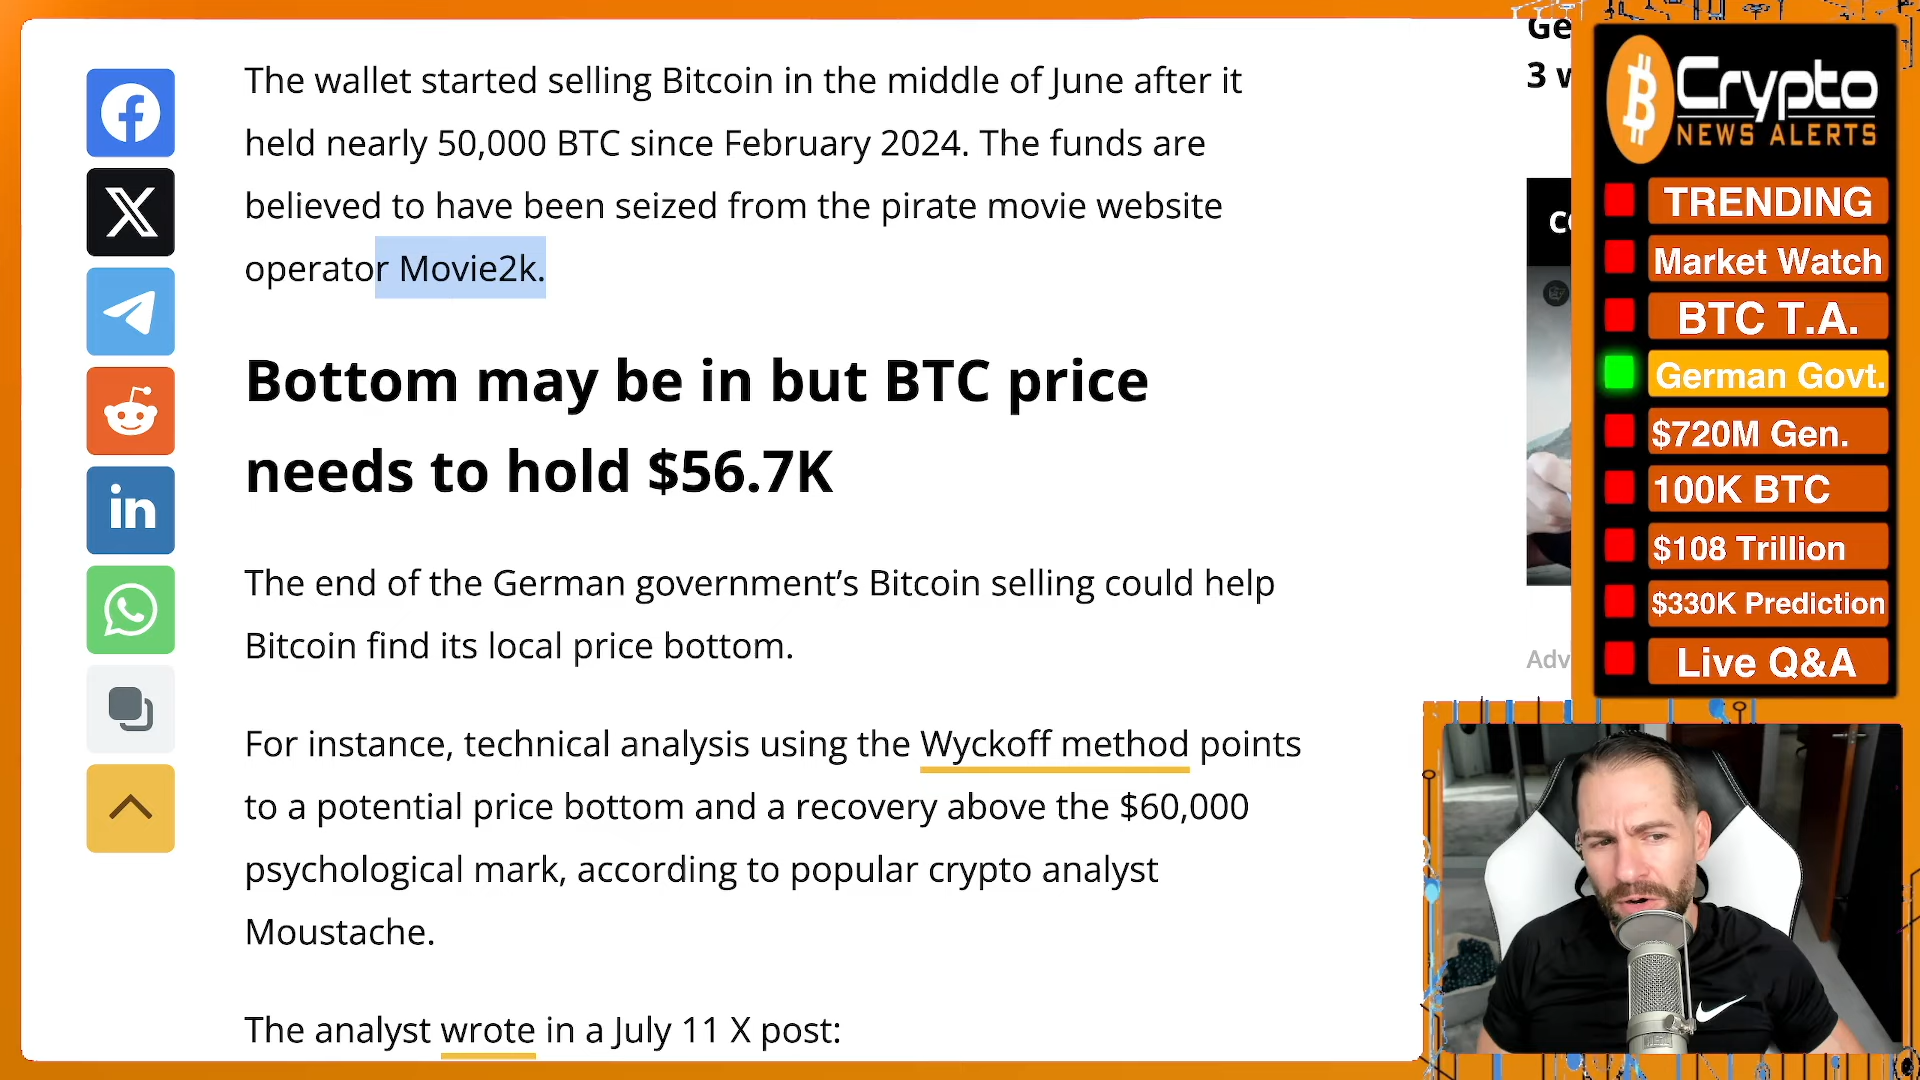 The wallet started selling Bitcoin in the middle of June after it
held nearly 50,000 BTC since February 2024. The funds are
believed to have been seized from the pirate movie website
operator Movie2k.
Bottom may be in but BTC price
needs to hold $56.7K
The end of the German government’s Bitcoin selling could help
Bitcoin find its local price bottom.
For instance, technical analysis using the Wyckoff method points
to a potential price bottom and a recovery above the $60,000
psychological mark, according to popular crypto analyst
Moustache.
The analyst wrote in a July 11 X post:
in
Ge
3 w
Adv
Crypto
NEWS ALERTS
TRENDING
Market Watch
BTC T.A.
German Govt.
$720M Gen.
100K BTC
$108 Trillion
$330K Prediction
Live Q&A